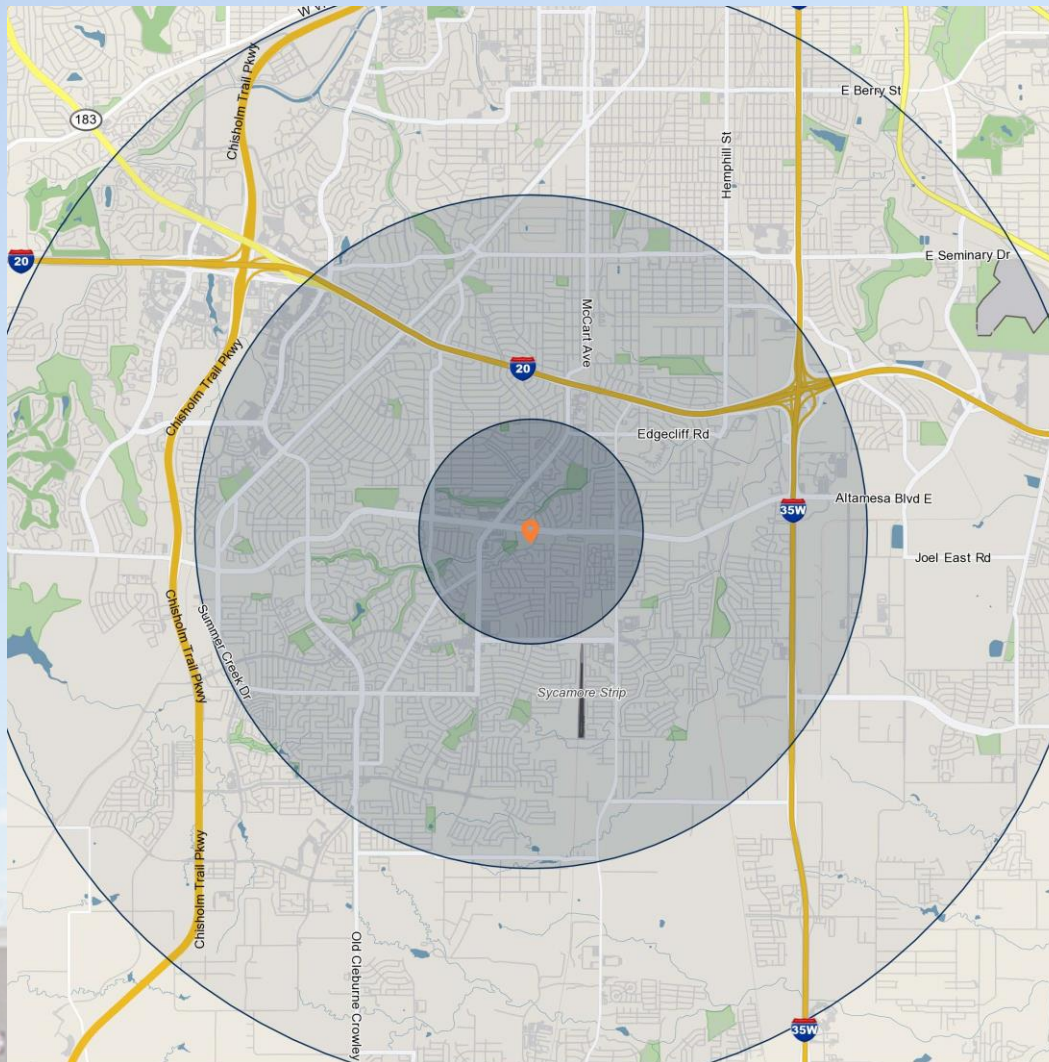 W
Chisholm Trail Pkwy
183
E Berry St
Hemphill St
20
E Seminary Dr
McCart Ave
20
Chisholm Trail Pkwy
Edgecliff Rd
Altamesa Blvd E
35W
Joel East Rd
Chisholm Trail Pkwy
Summer Creek Dr
Sycamore Strip
Chisholm Trail Pkwy
Old Cleburne Crowley
35W